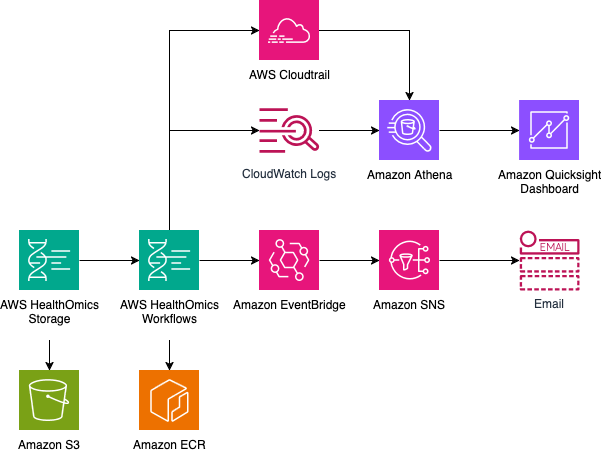 AWS Cloudtrail
CloudWatch Logs
Amazon Athena
Amazon Quicksight
Dashboard
EMAIL
AWS HealthOmics
Storage
AWS HealthOmics
Workflows
Amazon EventBridge
Amazon SNS
Email
Amazon S3
Amazon ECR